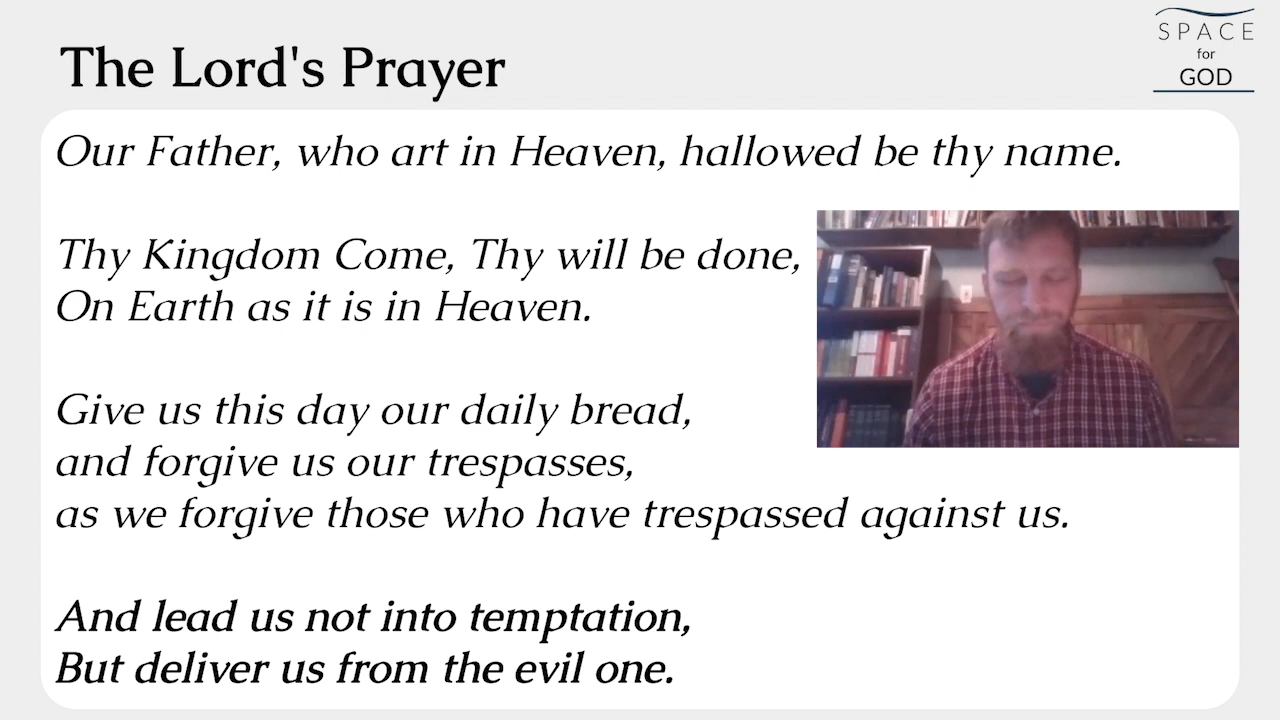 The Lord's Prayer
SPACE
for
GOD
Our Father, who art in Heaven, hallowed be thy name.
Thy Kingdom Come, Thy will be done,
On Earth as it is in Heaven.
Give us this day our daily bread,
and forgive us our trespasses,
as we forgive those who have trespassed against us.
And lead us not into temptation,
But deliver us from the evil one.